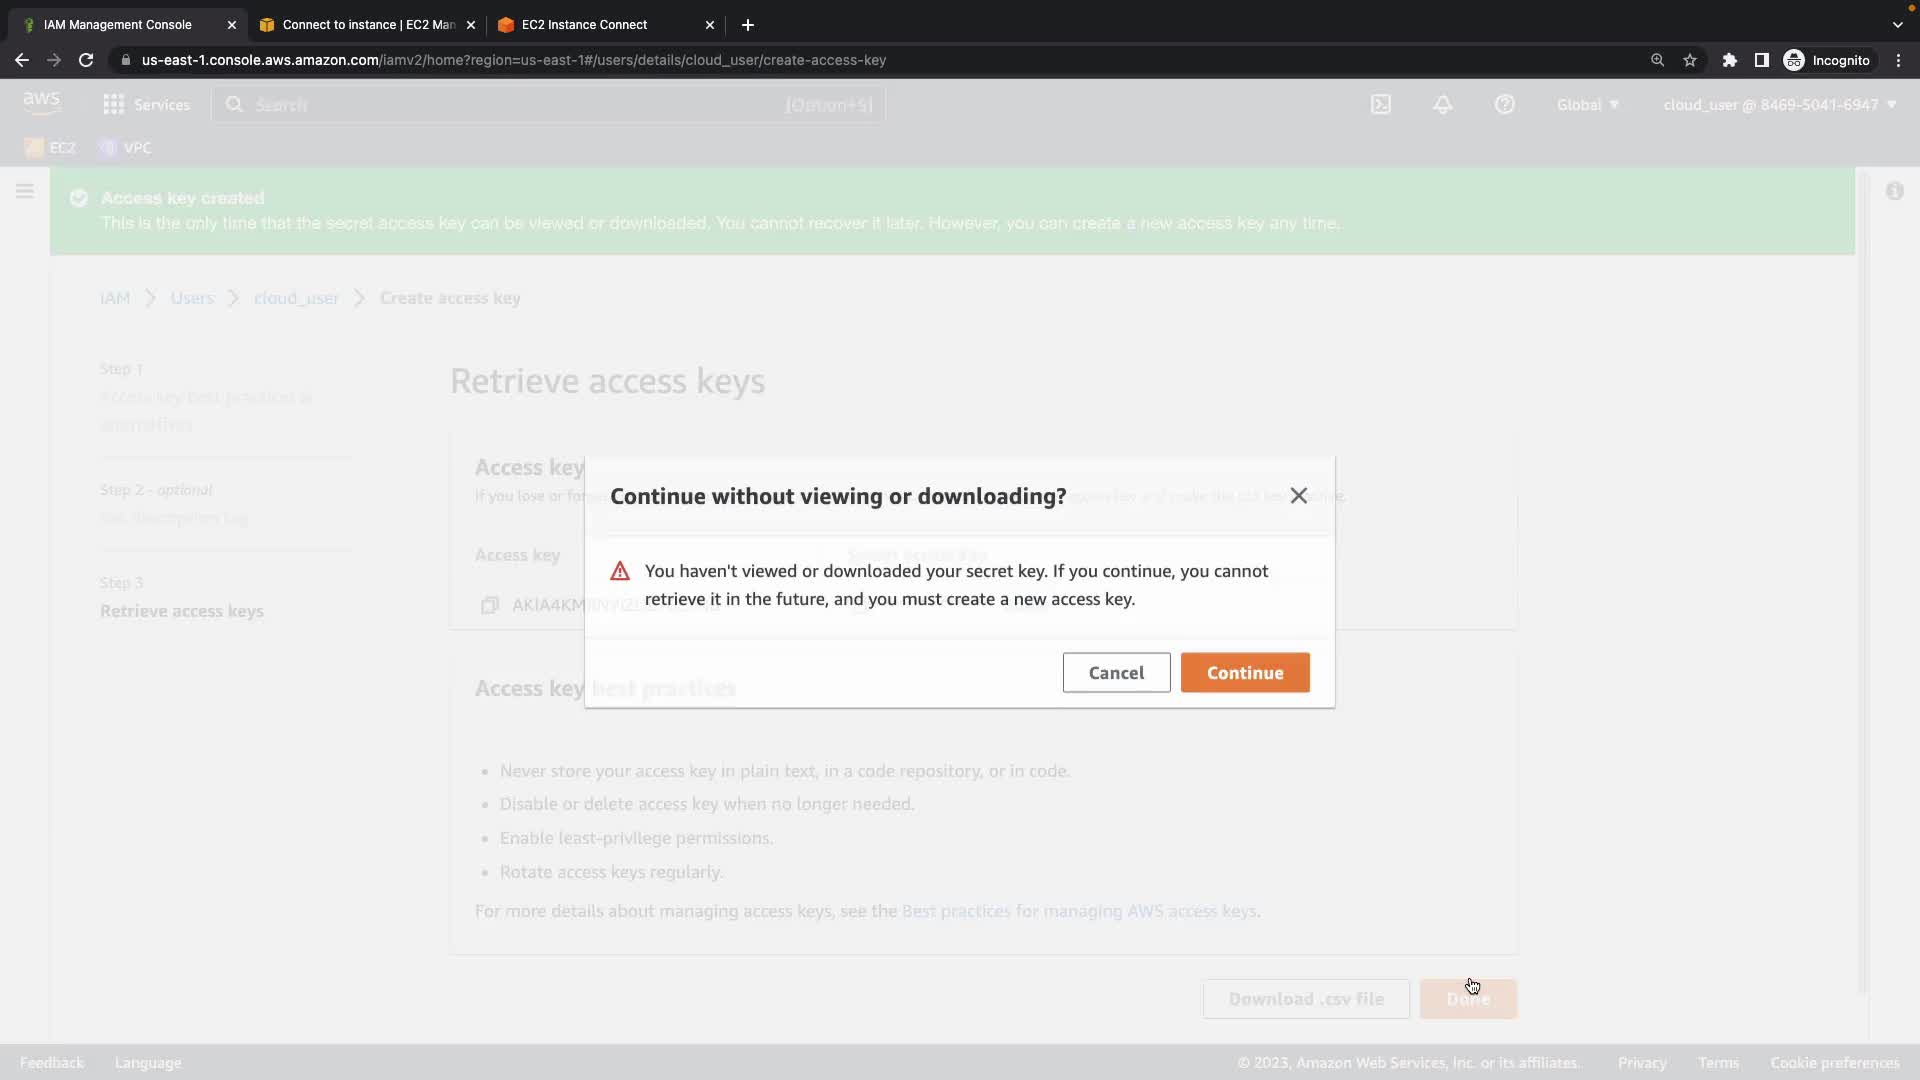 IAM Management Console
Connect to instance | EC2 Man
EC2 Instance Connect
us-east-1.console.aws.amazon.com/iamv2/home?region=us-east-1#/users/details/cloud_user/create-access-key
Incognito
aws
Services
Search
[Option+S]
Global
cloud_user @ 8469-5041-6947
EC2
VPC
Access key created
This is the only time that the secret access key can be viewed or downloaded. You cannot recover it later. However, you can create a new access key any time.
IAM
Users
cloud_user
Create access key
Step 1
Access key best practices &
alternatives
Step 2 - optional
Set description tag
Step 3
Retrieve access keys
Retrieve access keys
Access key
If you lose or
Continue without viewing or downloading?
access key and make the old key
Access key
Secret access key
You haven't viewed or downloaded your secret key. If you continue, you cannot
retrieve it in the future, and you must create a new access key.
Cancel
Continue
Access key best practices
Never store your access key in plain text, in a code repository, or in code.
Disable or delete access key when no longer needed.
Enable least-privilege permissions.
Rotate access keys regularly.
For more details about managing access keys, see the Best practices for managing AWS access keys.
Download .csv file
Done
Feedback
Language
© 2023, Amazon Web Services, Inc. or its affiliates.
Privacy
Terms
Cookie preferences